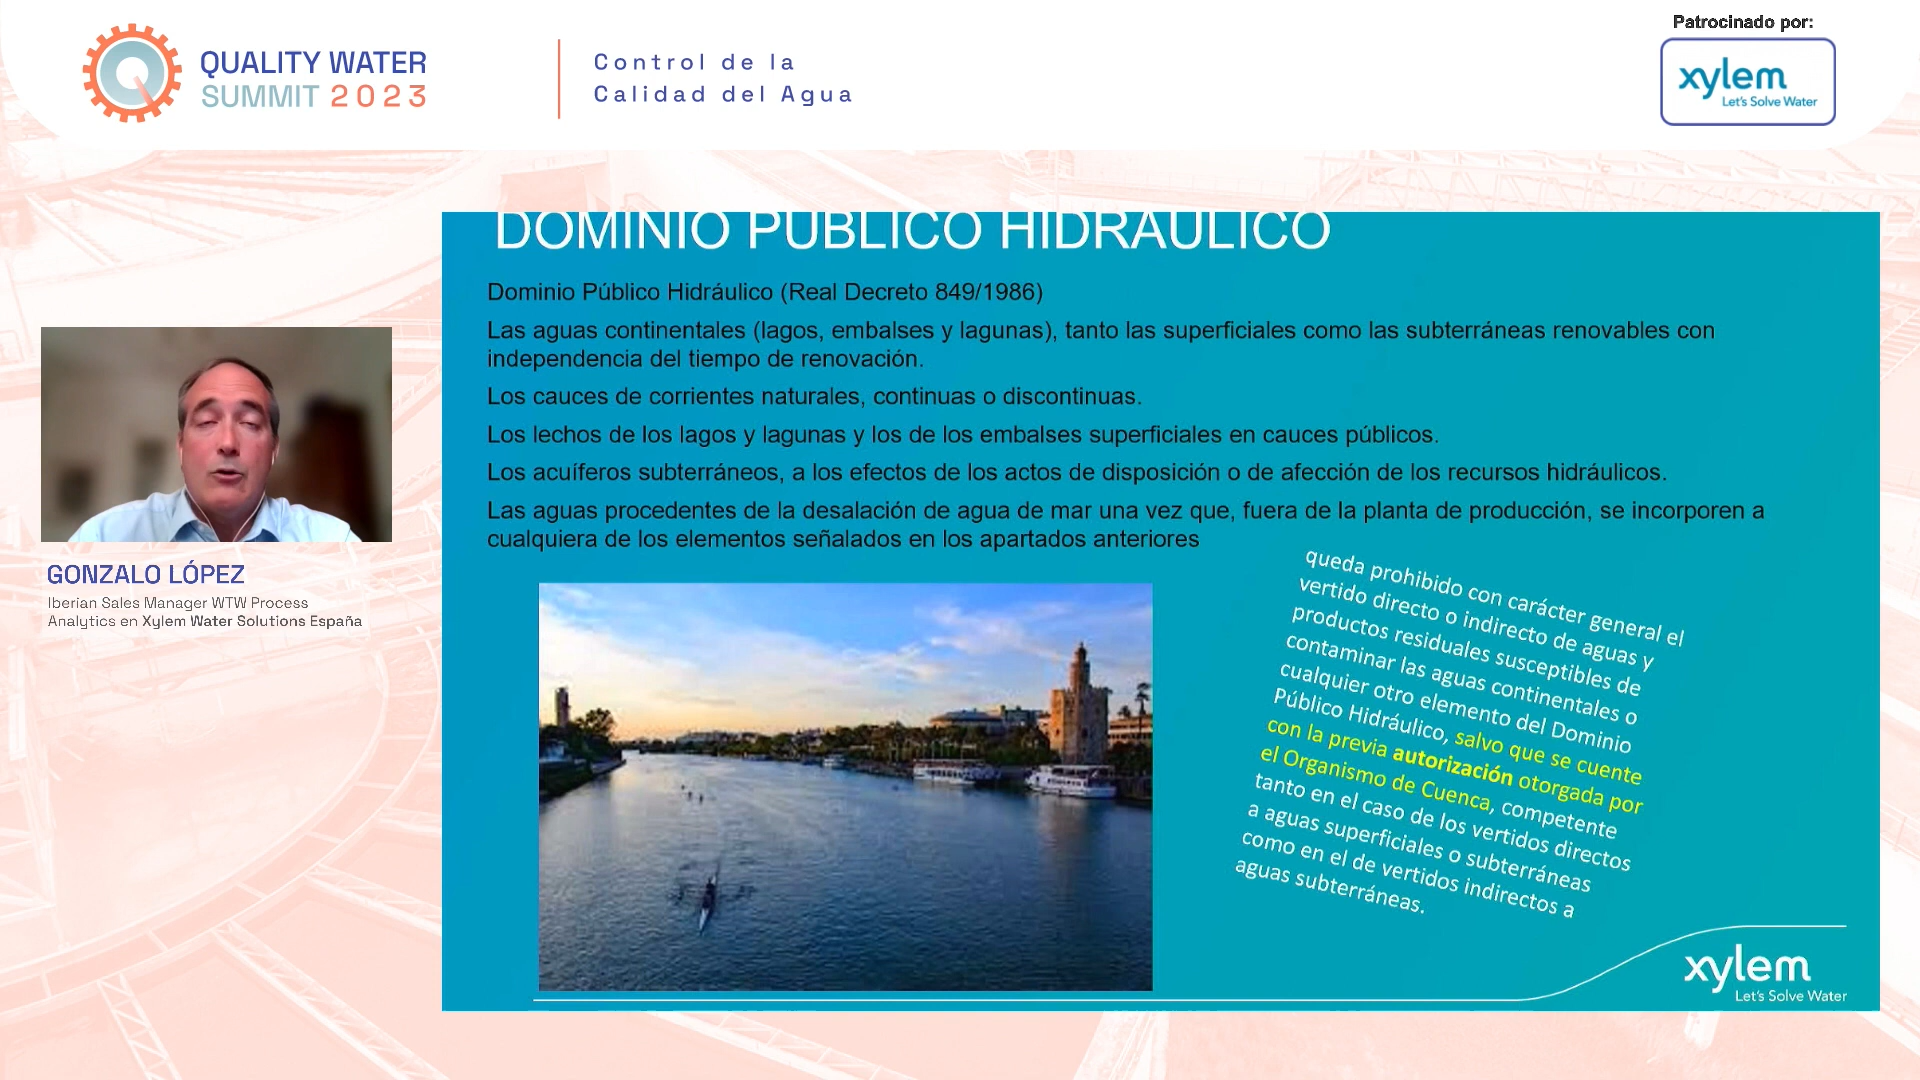 QUALITY WATER
SUMMIT 2023
Control de la
Calidad del Agua
Patrocinado por:
xylem
Let's Solve Water
DOMINIO PÚBLICO HIDRÁULICO
Dominio Público Hidráulico (Real Decreto 849/1986)
Las aguas continentales (lagos, embalses y lagunas), tanto las superficiales como las subterráneas renovables con
independencia del tiempo de renovación.
Los cauces de corrientes naturales, continuas o discontinuas.
Los lechos de los lagos y lagunas y los de los embalses superficiales en cauces públicos.
Los acuíferos subterráneos, a los efectos de los actos de disposición o de afección de los recursos hidráulicos.
Las aguas procedentes de la desalación de agua de mar una vez que, fuera de la planta de producción, se incorporen a
cualquiera de los elementos señalados en los apartados anteriores
queda prohibido con carácter general el
vertido directo o indirecto de aguas y
productos residuales susceptibles de
contaminar las aguas continentales o
cualquier otro elemento del Dominio
Público Hidráulico, salvo que se cuente
con la previa autorización otorgada por
el Organismo de Cuenca, competente
tanto en el caso de los vertidos directos
a aguas superficiales o subterráneas
como en el de vertidos indirectos a
aguas subterráneas.
xylem
Let's Solve Water
GONZALO LÓPEZ
Iberian Sales Manager WTW Process
Analytics en Xylem Water Solutions España